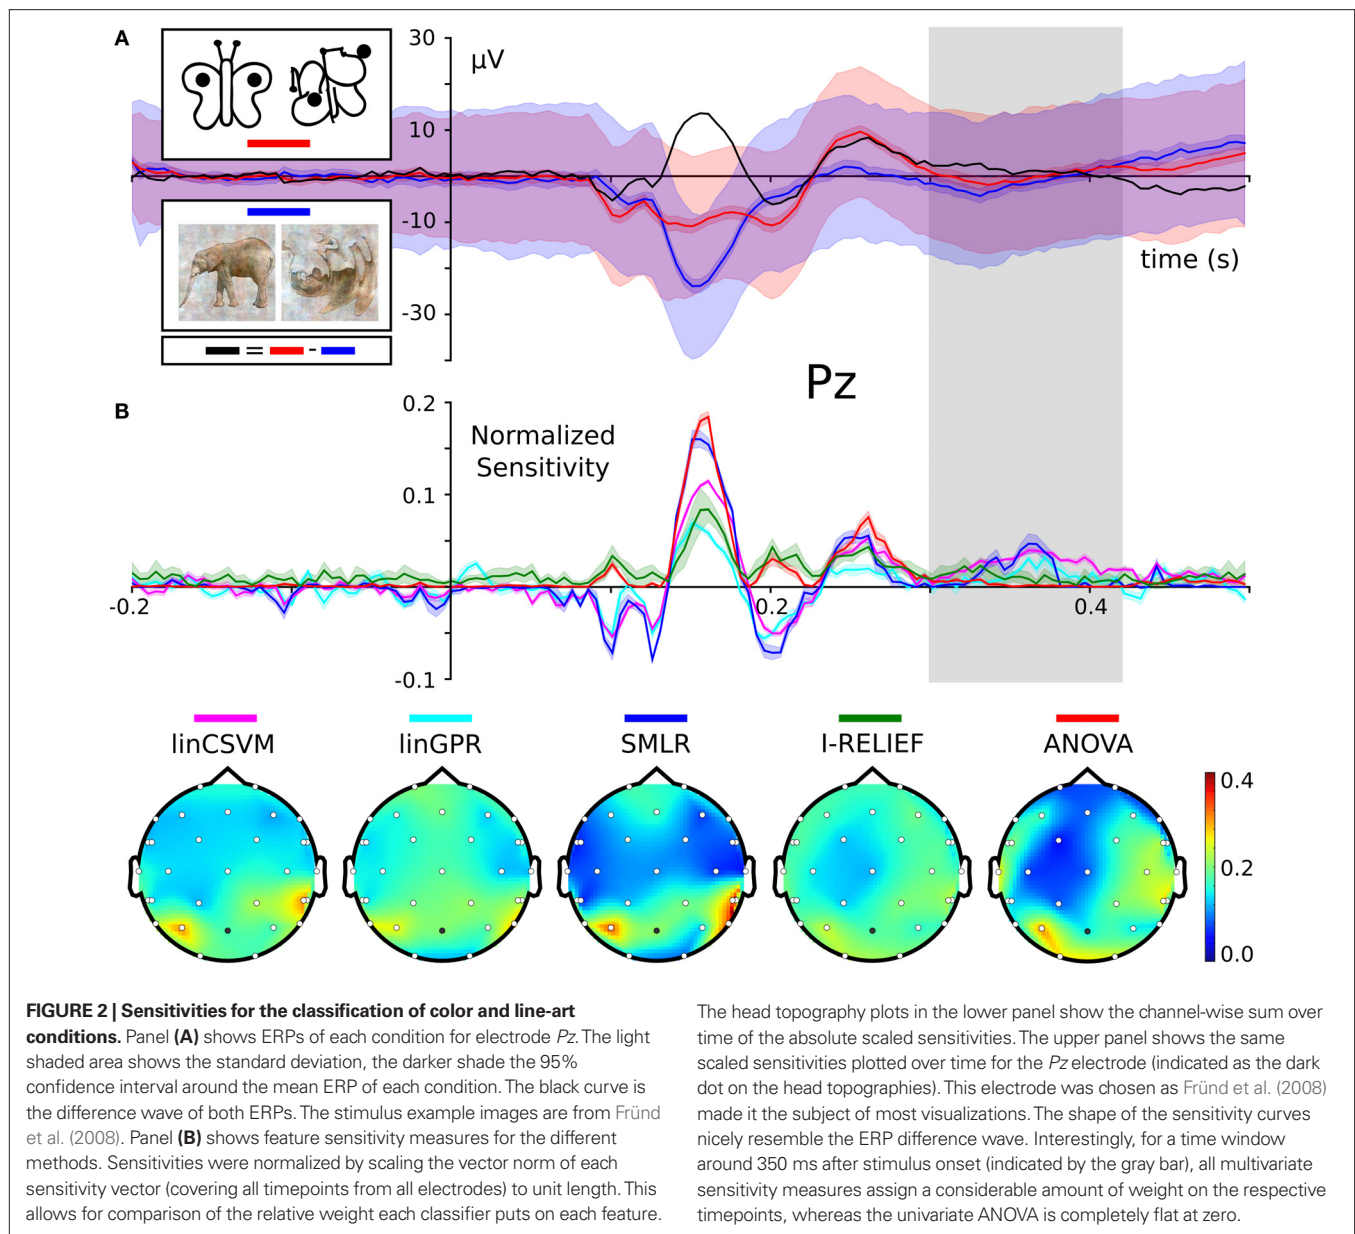 A
30
µV
10
-10
-30
time (s)
=
-
Pz
B
0.2
Normalized
Sensitivity
0.1
-0.2
0.2
0.4
-0.1
linCSVM
linGPR
SMLR
I-RELIEF
ANOVA
0.4
0.2
0.0
FIGURE 2 | Sensitivities for the classification of color and line-art
conditions. Panel (A) shows ERPs of each condition for electrode Pz. The light
shaded area shows the standard deviation, the darker shade the 95%
confidence interval around the mean ERP of each condition. The black curve is
the difference wave of both ERPs. The stimulus example images are from Fründ
et al. (2008). Panel (B) shows feature sensitivity measures for the different
methods. Sensitivities were normalized by scaling the vector norm of each
sensitivity vector (covering all timepoints from all electrodes) to unit length. This
allows for comparison of the relative weight each classifier puts on each feature.
The head topography plots in the lower panel show the channel-wise sum over
time of the absolute scaled sensitivities. The upper panel shows the same
scaled sensitivities plotted over time for the Pz electrode (indicated as the dark
dot on the head topographies). This electrode was chosen as Fründ et al. (2008)
made it the subject of most visualizations. The shape of the sensitivity curves
nicely resemble the ERP difference wave. Interestingly, for a time window
around 350 ms after stimulus onset (indicated by the gray bar), all multivariate
sensitivity measures assign a considerable amount of weight on the respective
timepoints, whereas the univariate ANOVA is completely flat at zero.